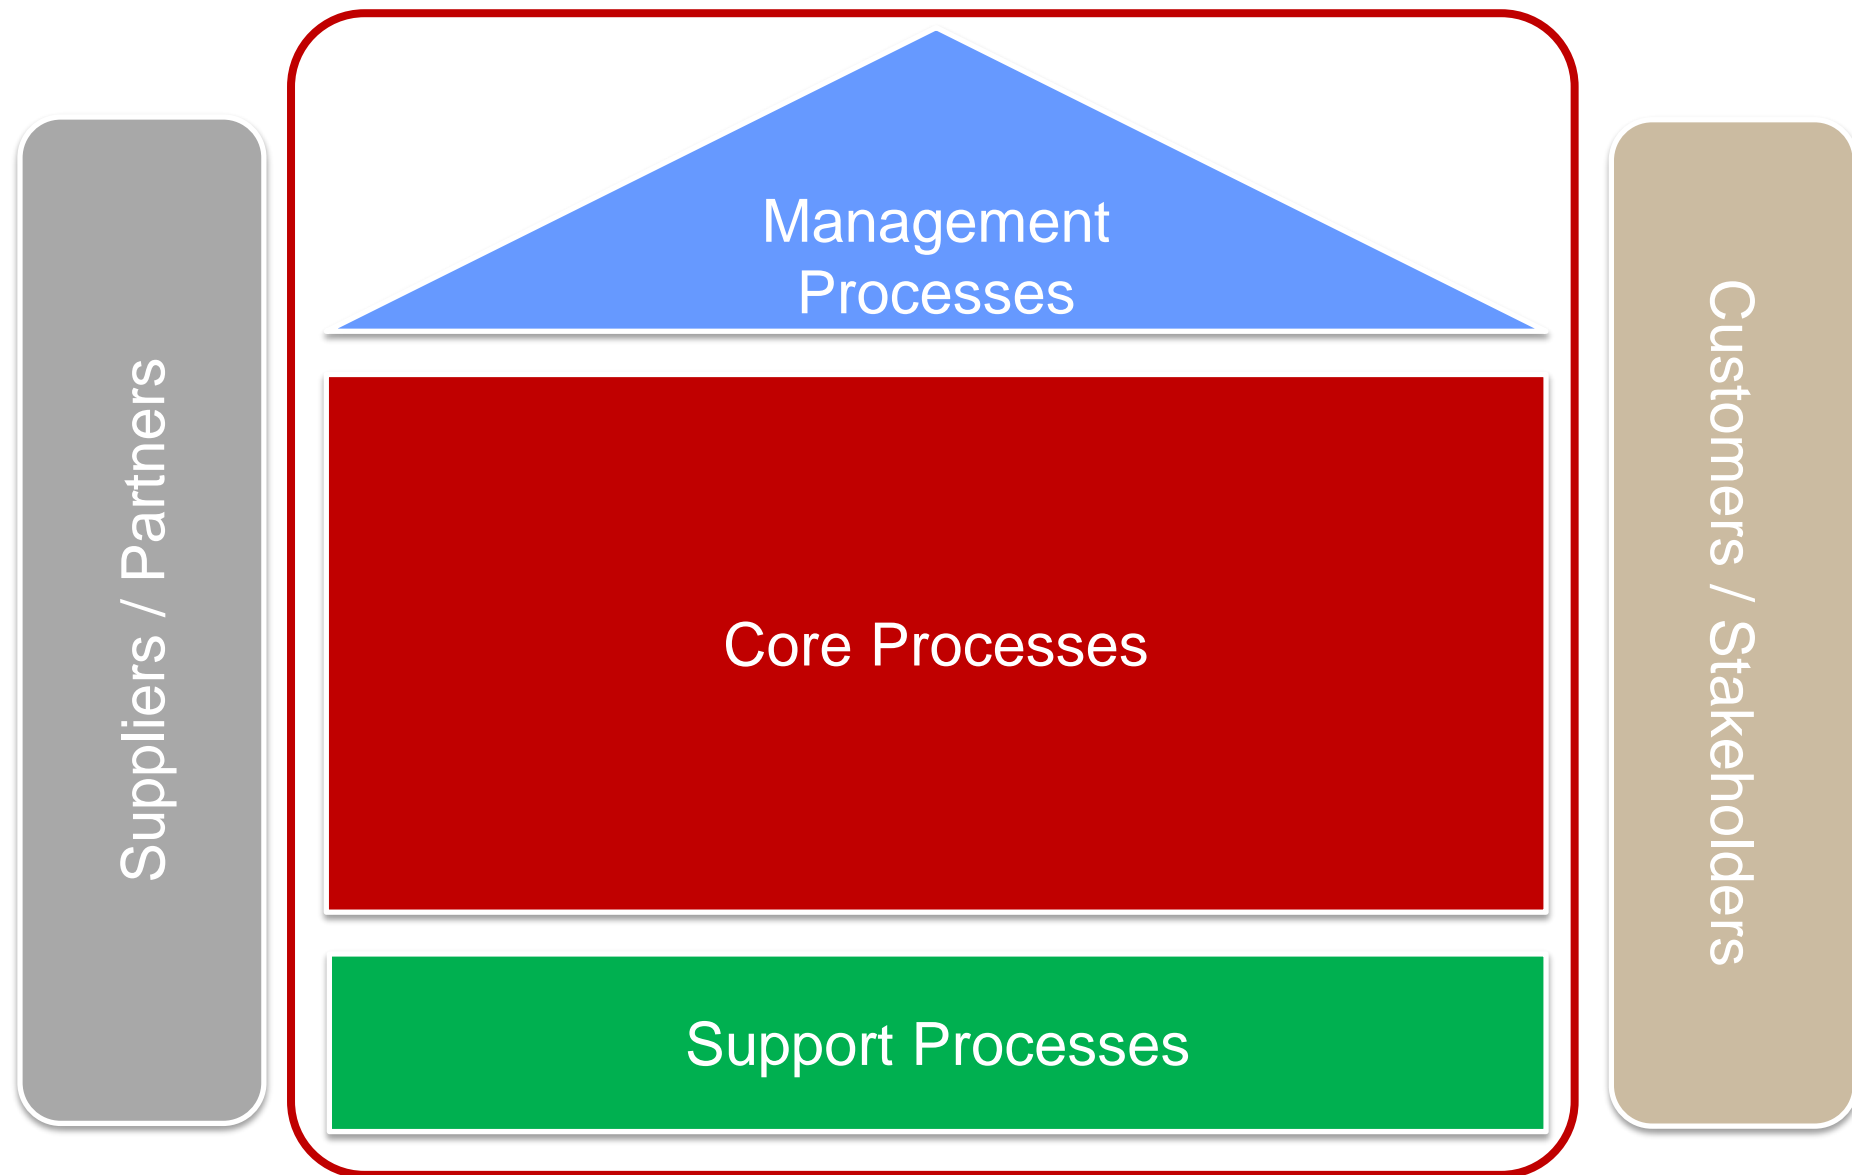 Management
Processes
Suppliers / Partners
Core Processes
Customers / Stakeholders
Support Processes